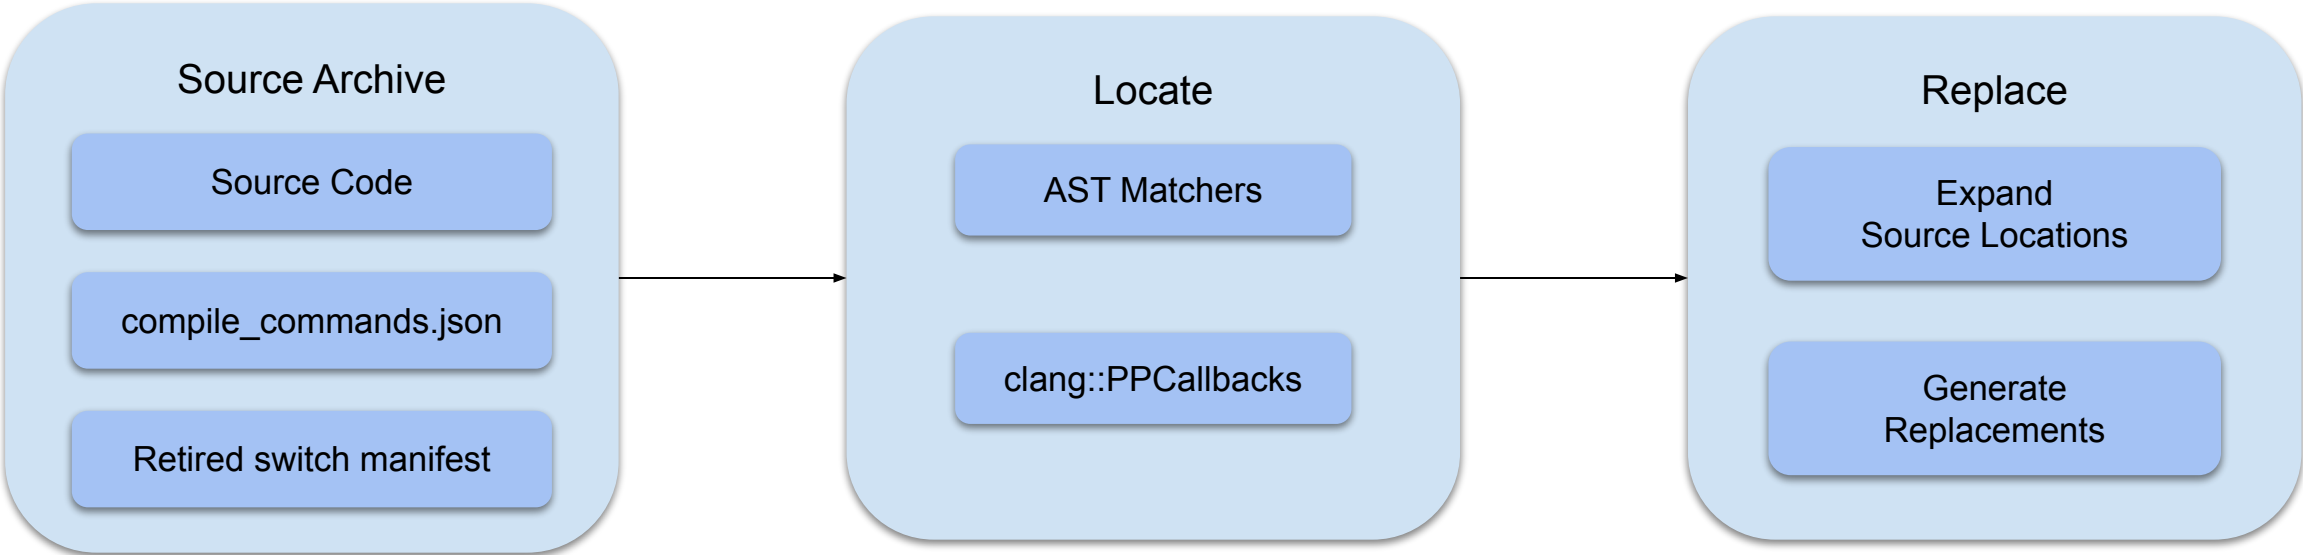 Source Archive
Source Code
compile_commands.json
Retired switch manifest
Locate
AST Matchers
clang::PPCallbacks
Replace
Expand
Source Locations
Generate
Replacements